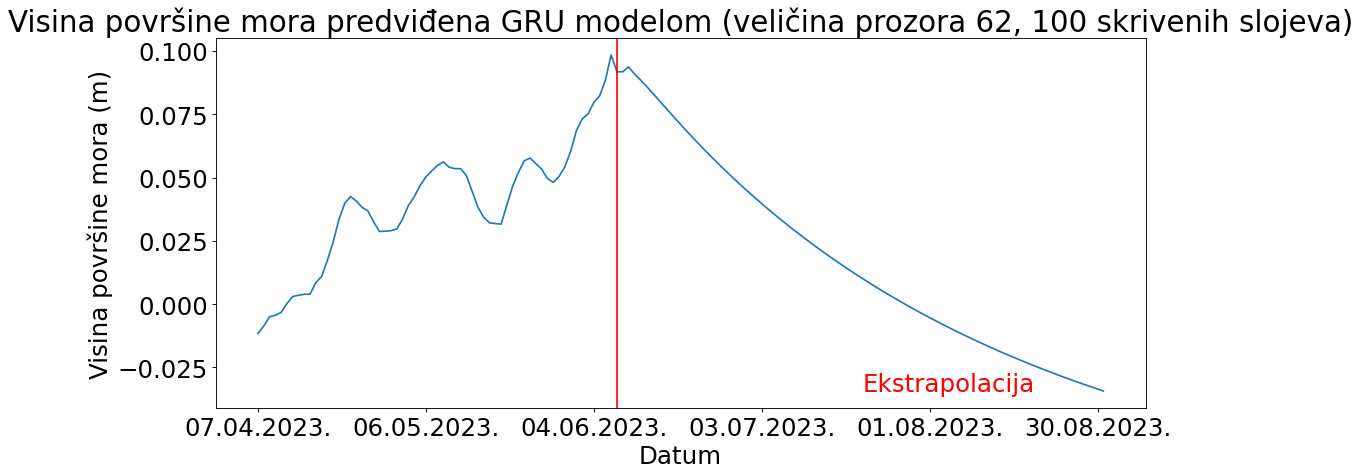 Visina površine mora predviđena GRU modelom (veličina prozora 62, 100 skrivenih slojeva)
Visina površine mora (m)
0.100
0.075
0.050
0.025
0.000
−0.025
Ekstrapolacija
07.04.2023. 06.05.2023. 04.06.2023. 03.07.2023. 01.08.2023. 30.08.2023.
Datum